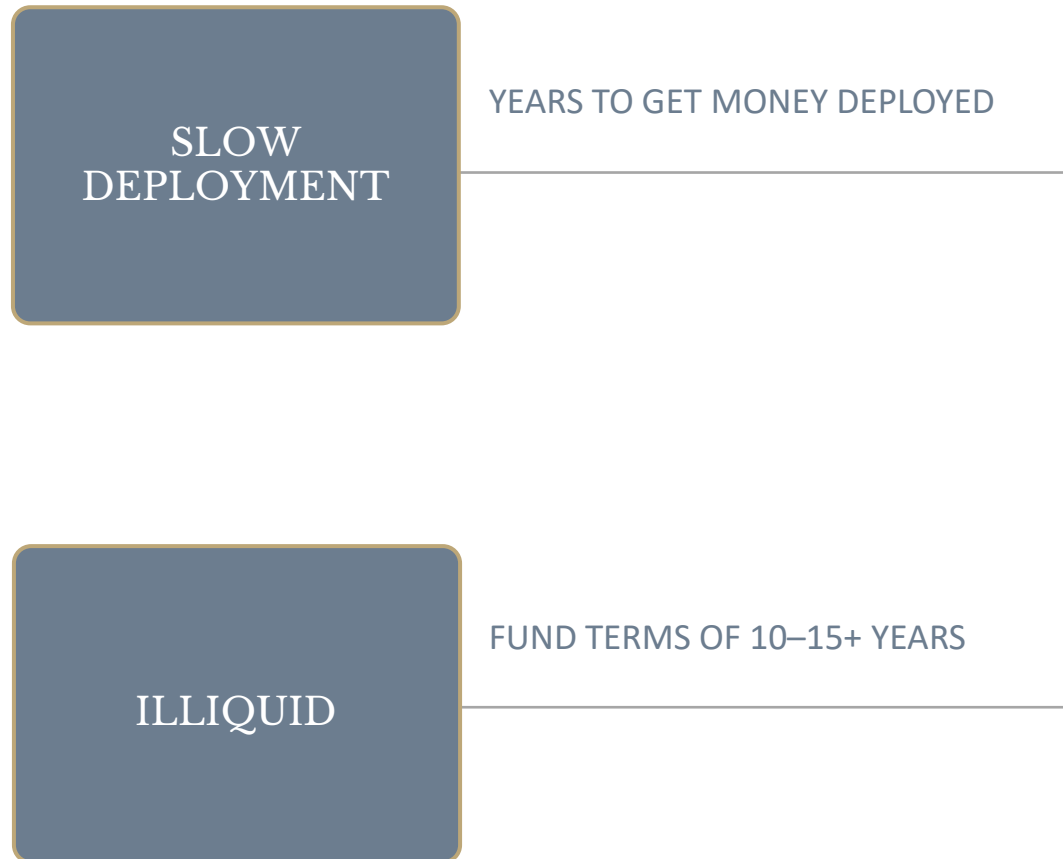 SLOW
DEPLOYMENT
YEARS TO GET MONEY DEPLOYED
ILLIQUID
FUND TERMS OF 10–15+ YEARS